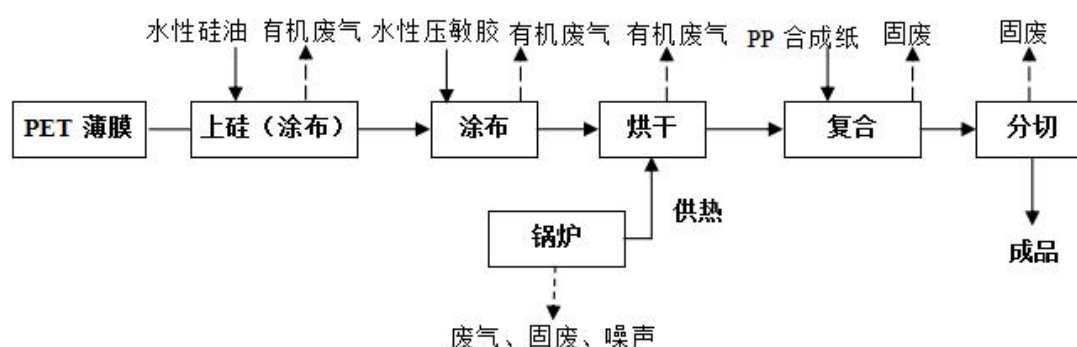 水性硅油 有机废气 水性压敏胶 有机废气 有机废气 PP 合成纸 固废 固废
PET 薄膜 上硅（涂布） 涂布 烘干 复合 分切
锅炉 供热 成品
废气、固废、噪声